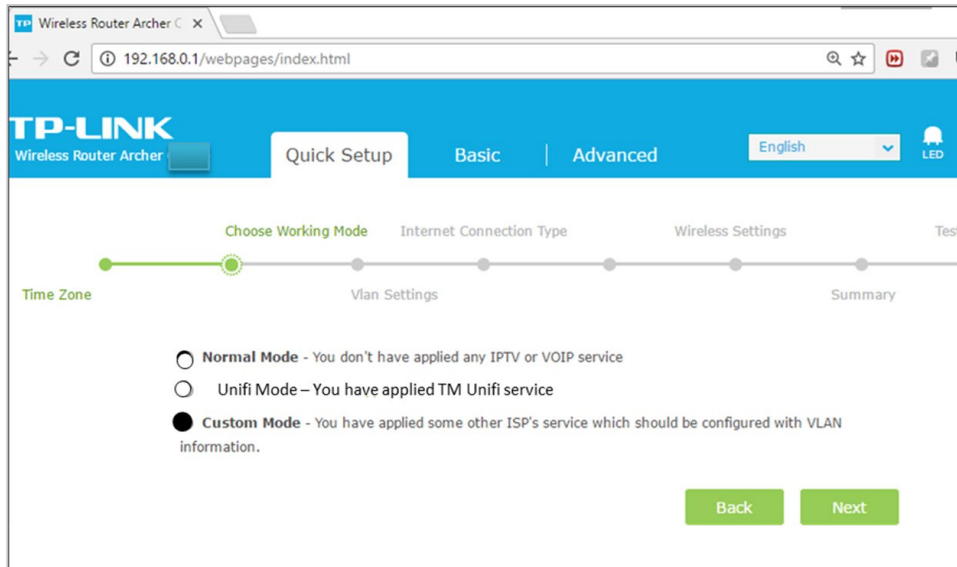 TP Wireless Router Archer C
192.168.0.1/webpages/index.html
TP-LINK
Wireless Router Archer
Quick Setup
Basic
Advanced
English
LED
Choose Working Mode
Internet Connection Type
Wireless Settings
Tes
Time Zone
Vlan Settings
Summary
Normal Mode - You don't have applied any IPTV or VOIP service
Unifi Mode – You have applied TM Unifi service
Custom Mode - You have applied some other ISP's service which should be configured with VLAN
information.
Back
Next